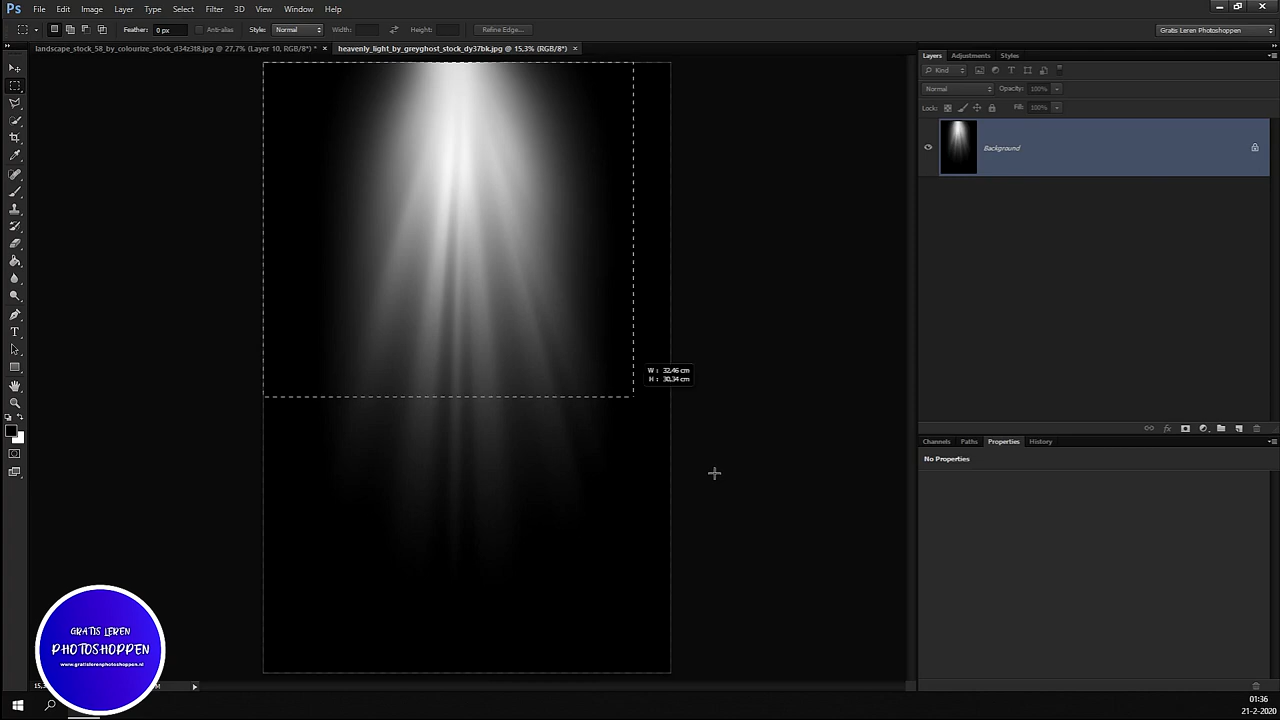 Ps File Edit Image Layer Type Select Filter 3D View Window Help
Feather: 0 px Anti-alias Style: Normal Width: Height: Refine Edge... Gratis Leren Photoshoppen
landscape_stock_58_by_colourize_stock_d34z3t8.jpg @ 27,7% (Layer 10, RGB/8*) * × heavenly_light_by_greyghost_stock_dy37bk.jpg @ 15,3% (RGB/8*) ×
Layers Adjustments Styles
Kind
Normal Opacity: 100%
Lock: Fill: 100%
Background
W: 32,46 cm
H: 30,34 cm
Channels Paths Properties History
No Properties
GRATIS LEREN
PHOTOSHOPPEN
www.gratislerenphotoshoppen.nl
01:36
21-2-2020